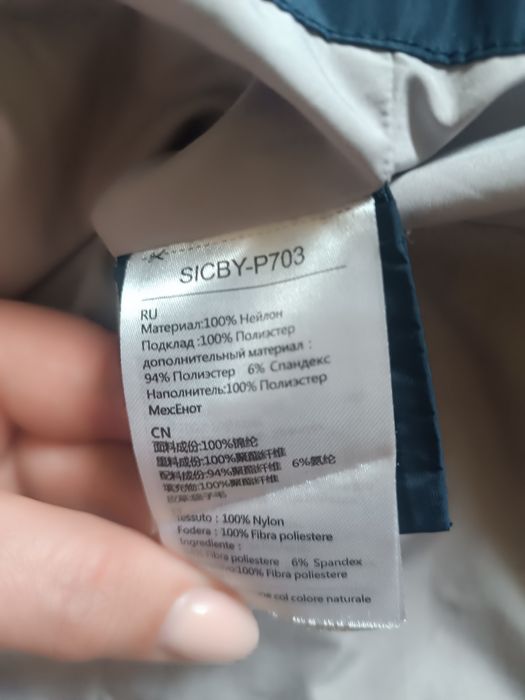 SICBY-P703
RU
Материал:100% Нейлон
Подклад :100% Полиэстер
дополнительный материал :
94% Полиэстер 6% Спандекс
Наполнитель:100% Полиэстер
Мех:Енот
CN
面料成份:100%锦纶
里料成份:100%聚酯纤维
配料成份:94%聚酯纤维 6%氨纶
填充物:100%聚酯纤维
essuto : 100% Nylon
Fodera : 100% Fibra poliestere
Ingrediente :
Fibra poliestere 6% Spandex
100% Fibra poliestere
col colore naturale